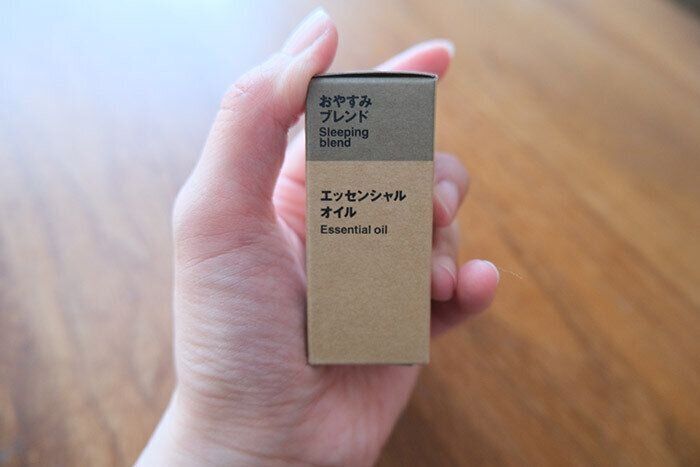 おやすみ
ブレンド
Sleeping
blend
エッセンシャル
オイル
Essential oil